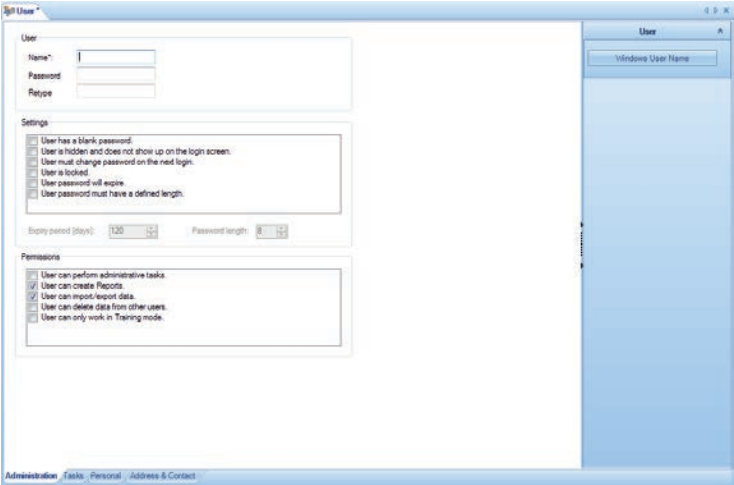 User *
User
Name*:
Password
Retype
Settings
User has a blank password.
User is hidden and does not show up on the login screen.
User must change password on the next login.
User is locked.
User password will expire.
User password must have a defined length.
Expiry period [days]: 120 Password length: 8
Permissions
User can perform administrative tasks.
User can create Reports.
User can import/export data.
User can delete data from other users.
User can only work in Training mode.
User
Windows User Name
Administration Tasks Personal Address & Contact